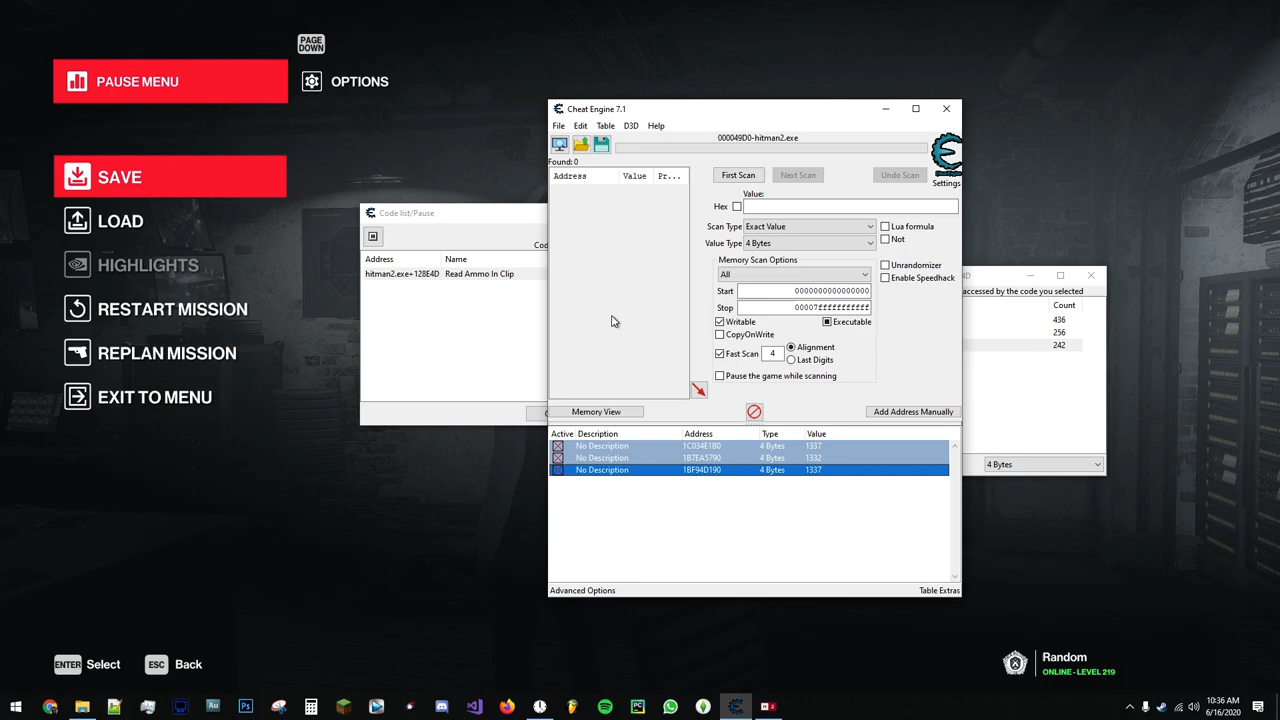 PAGE
DOWN
PAUSE MENU
OPTIONS
SAVE
LOAD
HIGHLIGHTS
RESTART MISSION
REPLAN MISSION
EXIT TO MENU
ENTER Select
ESC Back
Code list/Pause
Address Name
hitman2.exe+128E4D Read Ammo In Clip
Cheat Engine 7.1
File Edit Table D3D Help
000049D0-hitman2.exe
Found: 0
Address Value Pr...
First Scan Next Scan Undo Scan
Settings
Value:
Hex
Scan Type Exact Value
Lua formula
Value Type 4 Bytes
Not
Memory Scan Options
All
Unrandomizer
Enable Speedhack
Start 0000000000000000
Stop 00007fffffffffff
Writable Executable
CopyOnWrite
Fast Scan 4 Alignment
Last Digits
Pause the game while scanning
Memory View
Add Address Manually
Active Description Address Type Value
No Description 1C034E1B0 4 Bytes 1337
No Description 1B7EA5790 4 Bytes 1332
No Description 1BF94D190 4 Bytes 1337
Advanced Options
Table Extras
accessed by the code you selected
Count
436
256
242
4 Bytes
Random
ONLINE - LEVEL 219
10:36 AM
6/16/2020